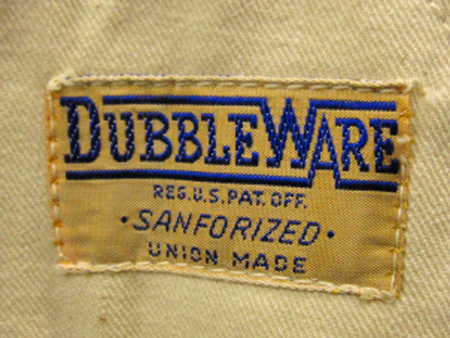 DUBBLEWARE
REG.U.S.PAT.OFF.
·SANFORIZED·
UNION MADE